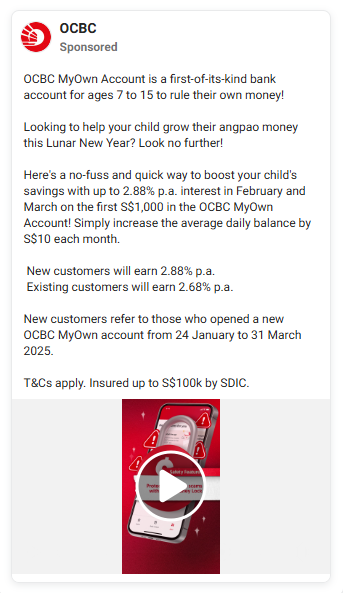 OCBC
Sponsored
OCBC MyOwn Account is a first-of-its-kind bank
account for ages 7 to 15 to rule their own money!
Looking to help your child grow their angpao money
this Lunar New Year? Look no further!
Here's a no-fuss and quick way to boost your child's
savings with up to 2.88% p.a. interest in February and
March on the first S$1,000 in the OCBC MyOwn
Account! Simply increase the average daily balance by
S$10 each month.
New customers will earn 2.88% p.a.
Existing customers will earn 2.68% p.a.
New customers refer to those who opened a new
OCBC MyOwn account from 24 January to 31 March
2025.
T&Cs apply. Insured up to S$100k by SDIC.